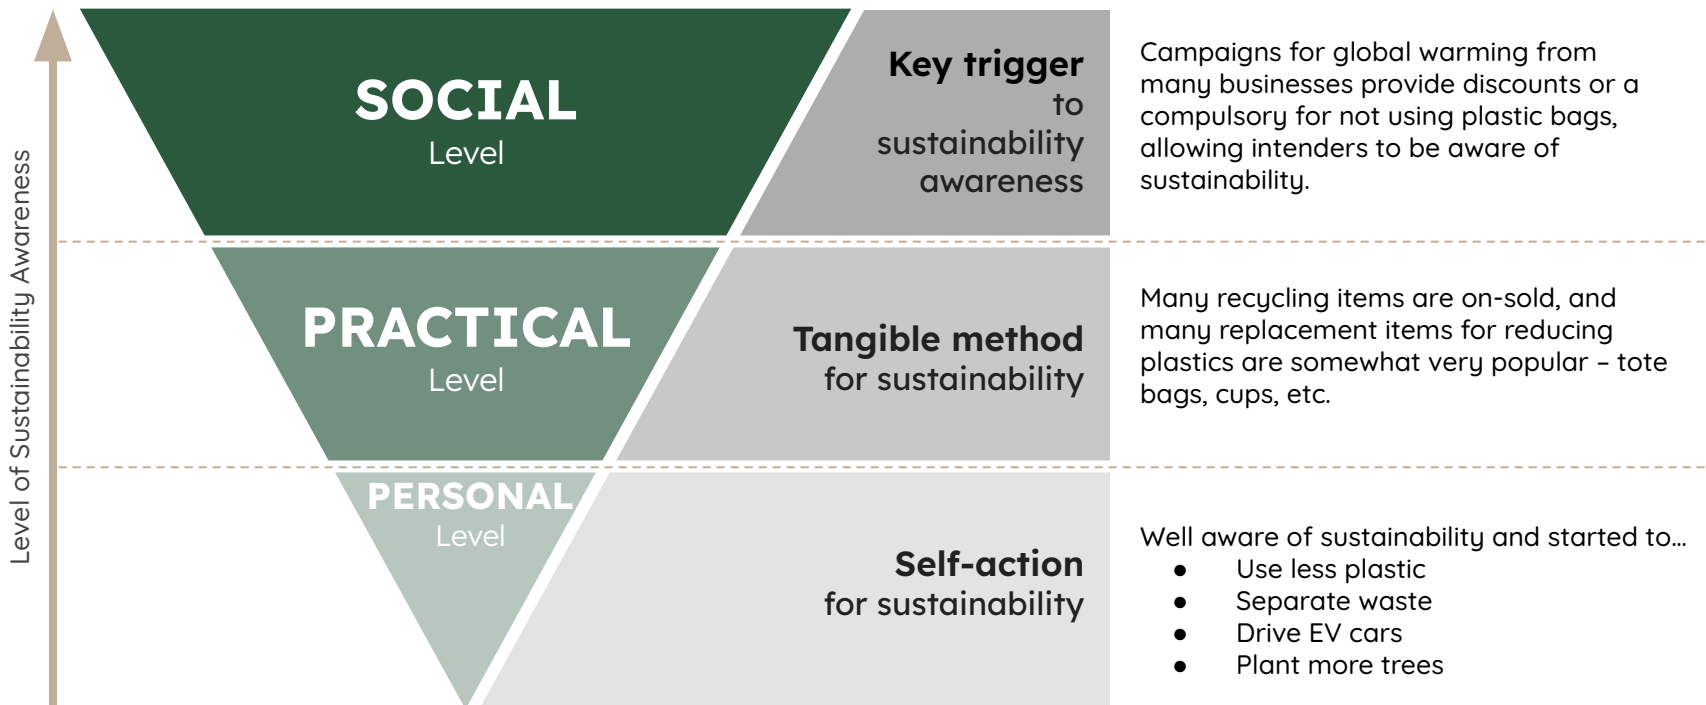 Level of Sustainability Awareness
SOCIAL
Level
Key trigger
to
sustainability
awareness
Campaigns for global warming from
many businesses provide discounts or a
compulsory for not using plastic bags,
allowing intenders to be aware of
sustainability.
PRACTICAL
Level
Tangible method
for sustainability
Many recycling items are on-sold, and
many replacement items for reducing
plastics are somewhat very popular – tote
bags, cups, etc.
PERSONAL
Level
Self-action
for sustainability
Well aware of sustainability and started to...
● Use less plastic
● Separate waste
● Drive EV cars
● Plant more trees